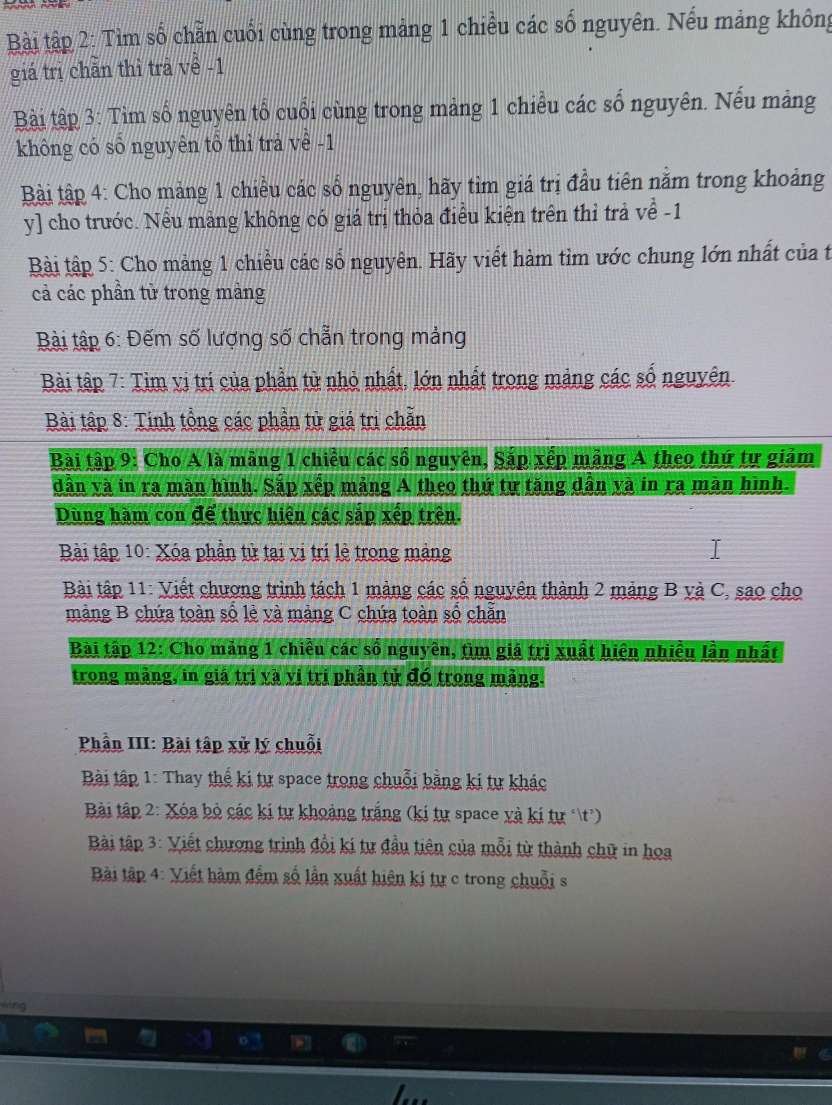 Bài tập 2: Tìm số chẵn cuối cùng trong mảng 1 chiều các số nguyên. Nếu mảng không
giá trị chẵn thì trả về -1
Bài tập 3: Tìm số nguyên tố cuối cùng trong mảng 1 chiều các số nguyên. Nếu mảng
không có số nguyên tố thì trả về -1
Bài tập 4: Cho mảng 1 chiều các số nguyên, hãy tìm giá trị đầu tiên nằm trong khoảng
y] cho trước. Nếu mảng không có giá trị thỏa điều kiện trên thì trả về -1
Bài tập 5: Cho mảng 1 chiều các số nguyên. Hãy viết hàm tìm ước chung lớn nhất của t
cả các phần tử trong mảng
Bài tập 6: Đếm số lượng số chẵn trong mảng
Bài tập 7: Tìm vị trí của phần tử nhỏ nhất, lớn nhất trong mảng các số nguyên.
Bài tập 8: Tính tổng các phần tử giá trị chẵn
Bài tập 9: Cho A là mảng 1 chiều các số nguyên, Sắp xếp mảng A theo thứ tự giảm
dần và in ra màn hình. Sắp xếp mảng A theo thứ tự tăng dần và in ra màn hình.
Dùng hàm con để thực hiện các sắp xếp trên.
Bài tập 10: Xóa phần tử tại vị trí lẻ trong mảng
Bài tập 11: Viết chương trình tách 1 mảng các số nguyên thành 2 mảng B và C, sao cho
mảng B chứa toàn số lẻ và mảng C chứa toàn số chẵn
Bài tập 12: Cho mảng 1 chiều các số nguyên, tìm giá trị xuất hiện nhiều lần nhất
trong mảng, in giá trị và vị trí phần tử đó trong mảng.
Phần III: Bài tập xử lý chuỗi
Bài tập 1: Thay thế kí tự space trong chuỗi bằng kí tự khác
Bài tập 2: Xóa bỏ các kí tự khoảng trắng (kí tự space và kí tự ‘\t’)
Bài tập 3: Viết chương trình đổi kí tự đầu tiên của mỗi từ thành chữ in hoa
Bài tập 4: Viết hàm đếm số lần xuất hiện kí tự c trong chuỗi s